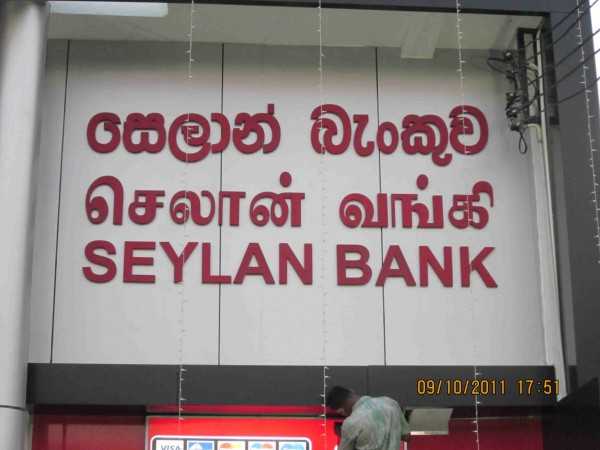 සෙලාන් බැංකුව
செலான் வங்கி
SEYLAN BANK
09/10/2011 17:51
VISA